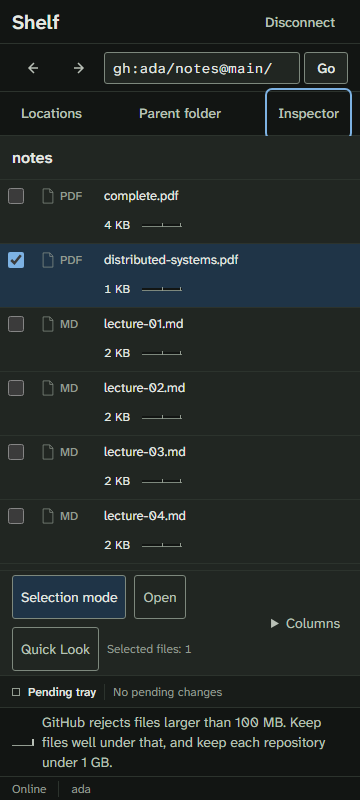 Shelf
Disconnect
← → gh:ada/notes@main/ Go
Locations Parent folder Inspector
notes
PDF complete.pdf
4 KB
PDF distributed-systems.pdf
1 KB
MD lecture-01.md
2 KB
MD lecture-02.md
2 KB
MD lecture-03.md
2 KB
MD lecture-04.md
2 KB
Selection mode Open
▶ Columns
Quick Look Selected files: 1
Pending tray No pending changes
GitHub rejects files larger than 100 MB. Keep
files well under that, and keep each repository
under 1 GB.
Online ada